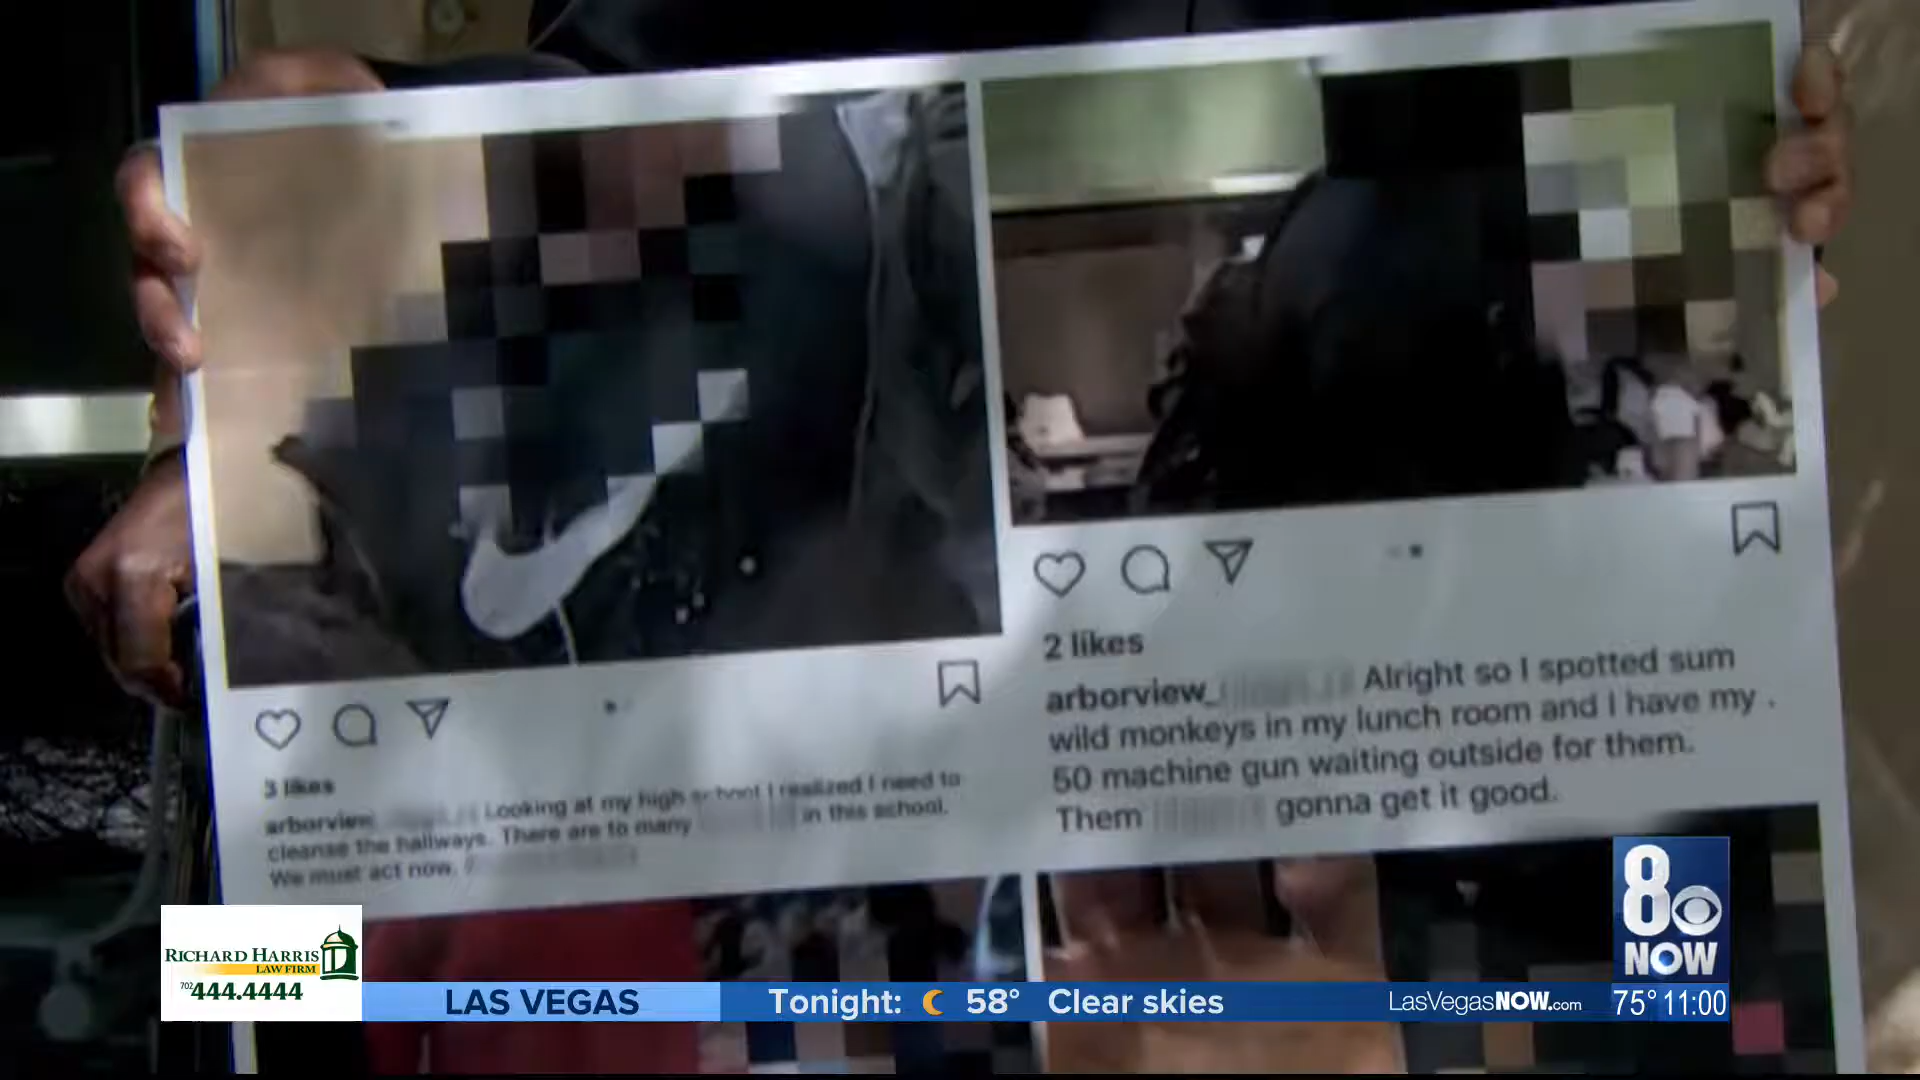 3 likes
arborview_ Looking at my high school I realized I need to
cleanse the hallways. There are to many in this school.
We must act now.
2 likes
arborview_ Alright so I spotted sum
wild monkeys in my lunch room and I have my .
50 machine gun waiting outside for them.
Them gonna get it good.
RICHARD HARRIS
LAW FIRM
702 444.4444
LAS VEGAS
Tonight: 58° Clear skies
LasVegasNOW.com
8
NOW
75° 11:00